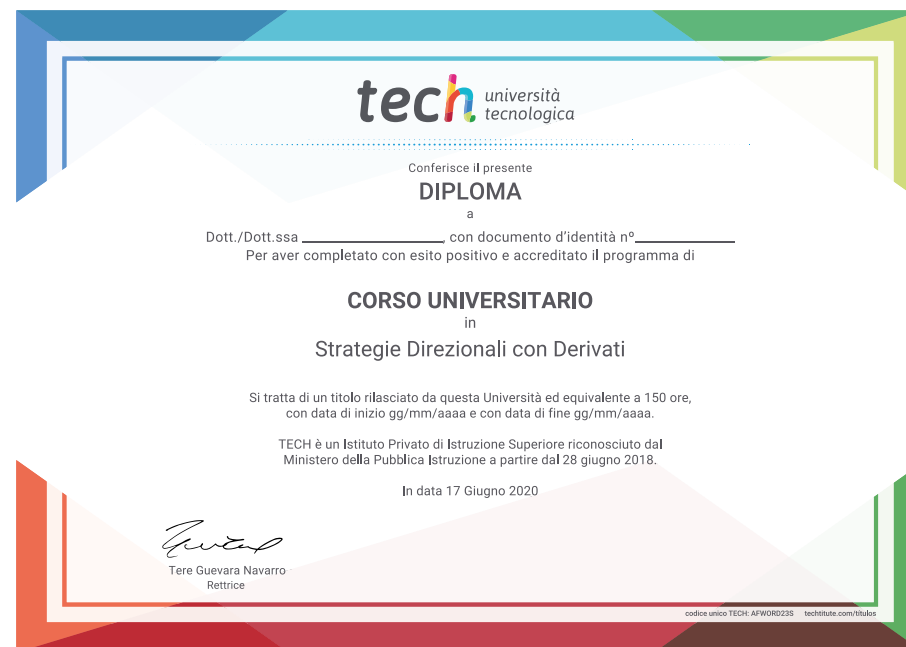 tech università
tecnologica
Conferisce il presente
DIPLOMA
a
Dott./Dott.ssa ____________________, con documento d'identità nº______________
Per aver completato con esito positivo e accreditato il programma di
CORSO UNIVERSITARIO
in
Strategie Direzionali con Derivati
Si tratta di un titolo rilasciato da questa Università ed equivalente a 150 ore,
con data di inizio gg/mm/aaaa e con data di fine gg/mm/aaaa.
TECH è un Istituto Privato di Istruzione Superiore riconosciuto dal
Ministero della Pubblica Istruzione a partire dal 28 giugno 2018.
In data 17 Giugno 2020
Tere Guevara Navarro
Rettrice
codice unico TECH: AFWORD23S techtitute.com/títulos